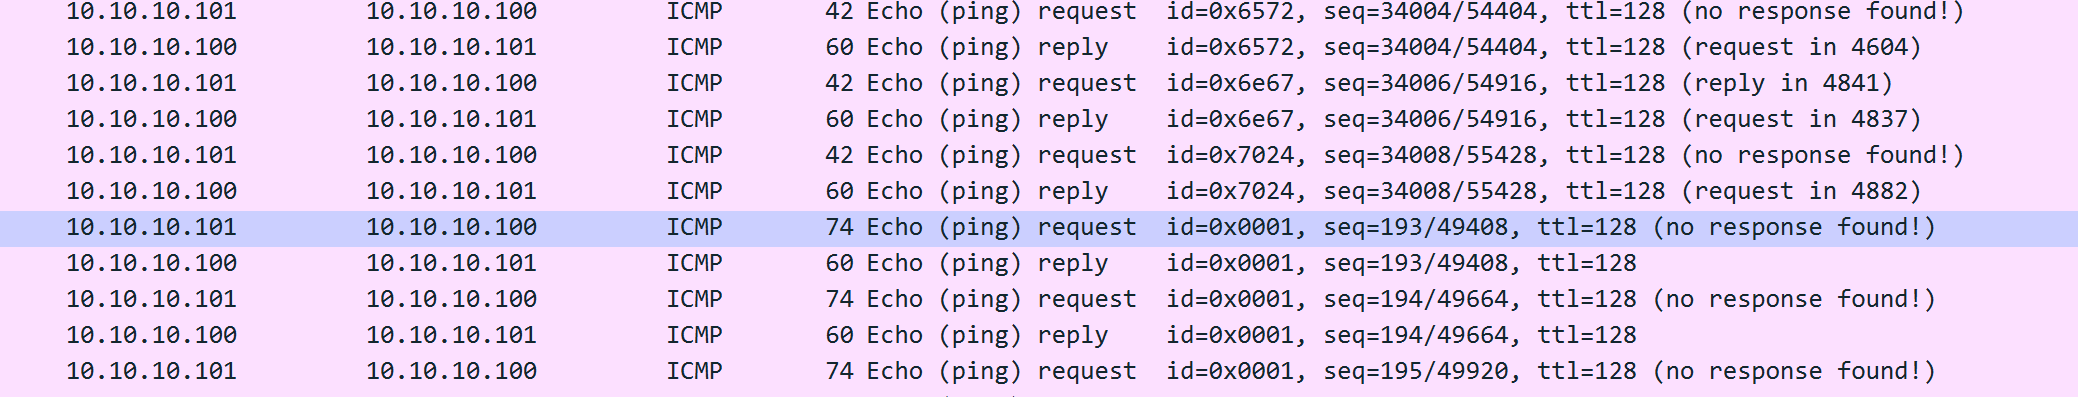 10.10.10.101 10.10.10.100 ICMP 42 Echo (ping) request id=0x6572, seq=34004/54404, ttl=128 (no response found!)
10.10.10.100 10.10.10.101 ICMP 60 Echo (ping) reply id=0x6572, seq=34004/54404, ttl=128 (request in 4604)
10.10.10.101 10.10.10.100 ICMP 42 Echo (ping) request id=0x6e67, seq=34006/54916, ttl=128 (reply in 4841)
10.10.10.100 10.10.10.101 ICMP 60 Echo (ping) reply id=0x6e67, seq=34006/54916, ttl=128 (request in 4837)
10.10.10.101 10.10.10.100 ICMP 42 Echo (ping) request id=0x7024, seq=34008/55428, ttl=128 (no response found!)
10.10.10.100 10.10.10.101 ICMP 60 Echo (ping) reply id=0x7024, seq=34008/55428, ttl=128 (request in 4882)
10.10.10.101 10.10.10.100 ICMP 74 Echo (ping) request id=0x0001, seq=193/49408, ttl=128 (no response found!)
10.10.10.100 10.10.10.101 ICMP 60 Echo (ping) reply id=0x0001, seq=193/49408, ttl=128
10.10.10.101 10.10.10.100 ICMP 74 Echo (ping) request id=0x0001, seq=194/49664, ttl=128 (no response found!)
10.10.10.100 10.10.10.101 ICMP 60 Echo (ping) reply id=0x0001, seq=194/49664, ttl=128
10.10.10.101 10.10.10.100 ICMP 74 Echo (ping) request id=0x0001, seq=195/49920, ttl=128 (no response found!)